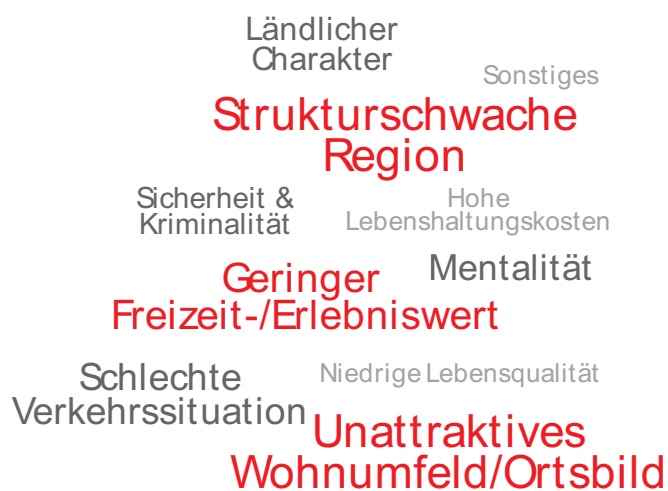 Ländlicher
Charakter
Sonstiges
Strukturschwache
Region
Sicherheit &
Kriminalität
Hohe
Lebenshaltungskosten
Geringer
Freizeit-/Erlebniswert
Mentalität
Schlechte
Verkehrssituation
Niedrige Lebensqualität
Unattraktives
Wohnumfeld/Ortsbild